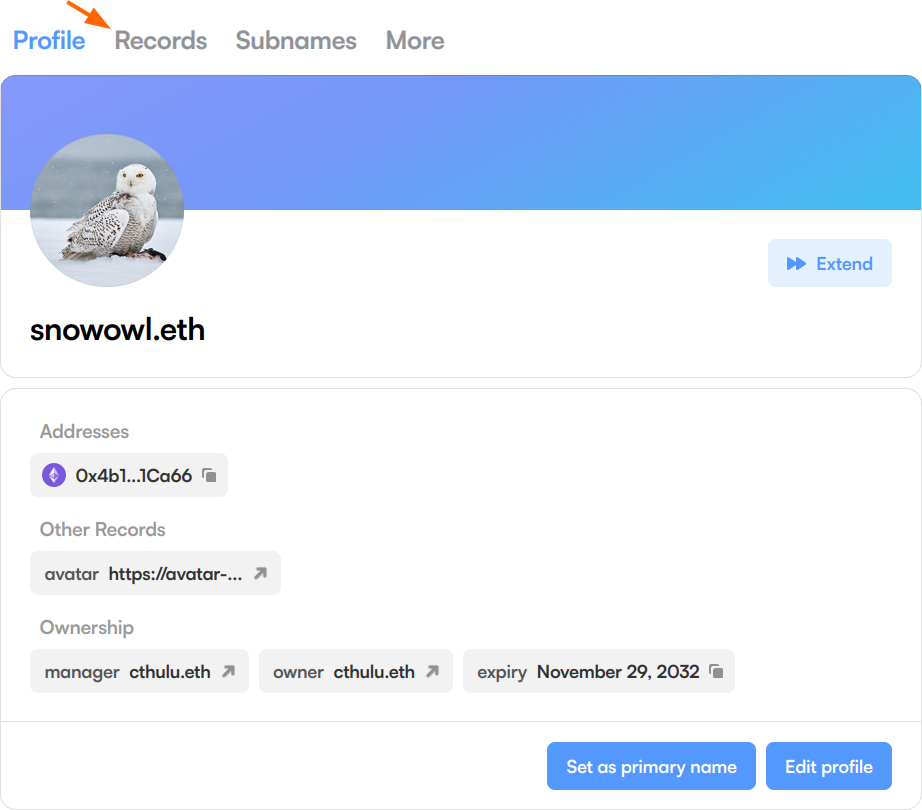 Profile Records Subnames More
Extend
snowowl.eth
Addresses
0x4b1...1Ca66
Other Records
avatar https://avatar-...
Ownership
manager cthulu.eth owner cthulu.eth expiry November 29, 2032
Set as primary name Edit profile